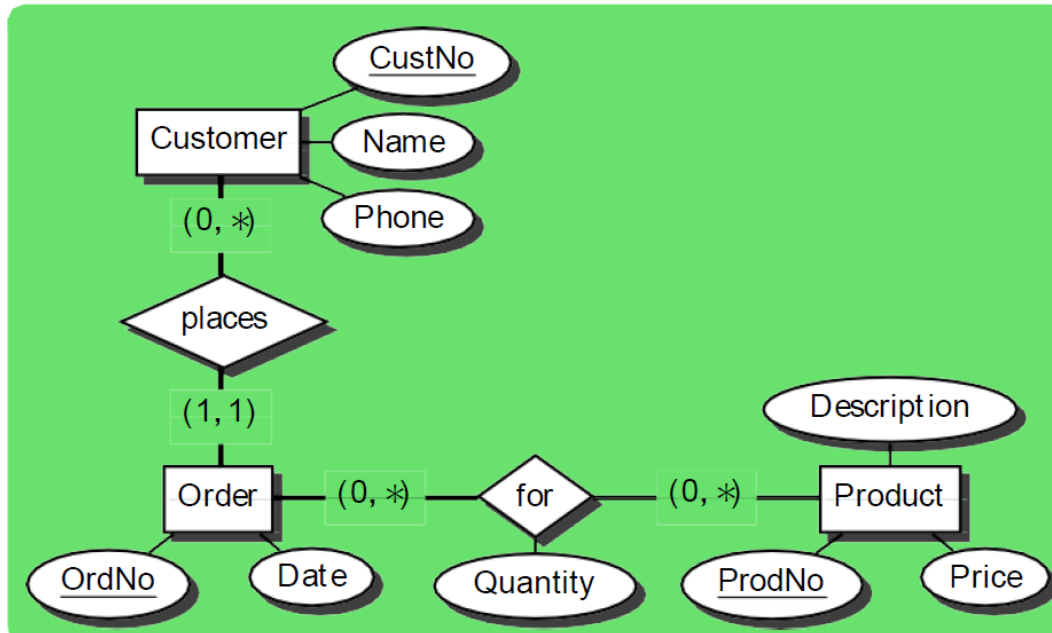 CustNo
Customer
Name
Phone
(0, *)
places
(1, 1)
Description
Order
(0, *)
for
(0, *)
Product
OrdNo
Date
Quantity
ProdNo
Price